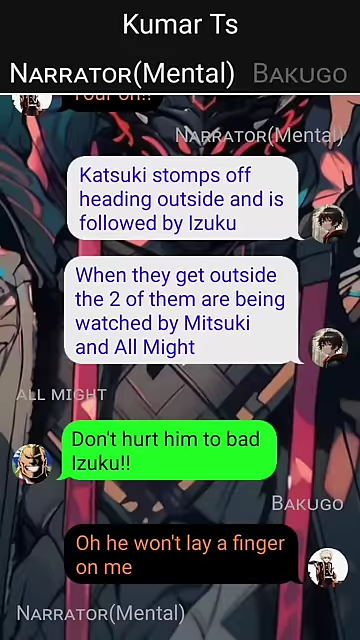 Kumar Ts
Narrator(Mental) Bakugo
Your on!!
Narrator(Mental)
Katsuki stomps off
heading outside and is
followed by Izuku
When they get outside
the 2 of them are being
watched by Mitsuki
and All Might
All Might
Don't hurt him to bad
Izuku!!
Bakugo
Oh he won't lay a finger
on me
Narrator(Mental)